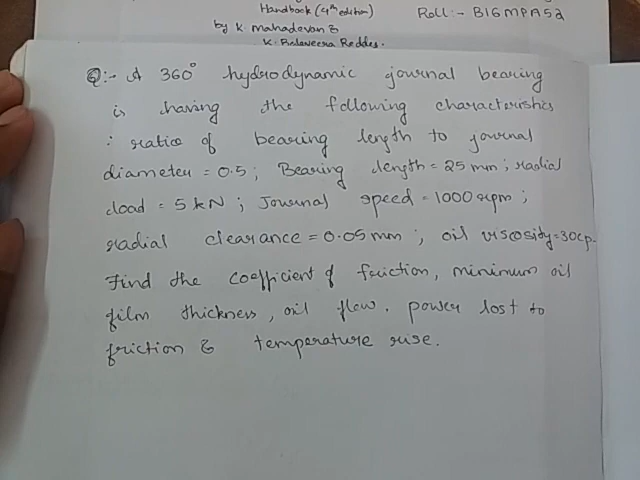 Handbook (4th edition) Roll:- B16MPA52
by K. mahadevan &
K. Balaveera Reddy.
Q:- A 360° hydrodynamic journal bearing
is having the following characteristics
: ratio of bearing length to journal
diameter = 0.5; Bearing length = 25 mm; radial
load = 5 kN; Journal speed = 1000 rpm;
radial clearance = 0.05 mm; oil viscosity = 30cp.
Find the coefficient of friction, minimum oil
film thickness, oil flow, power lost to
friction & temperature rise.